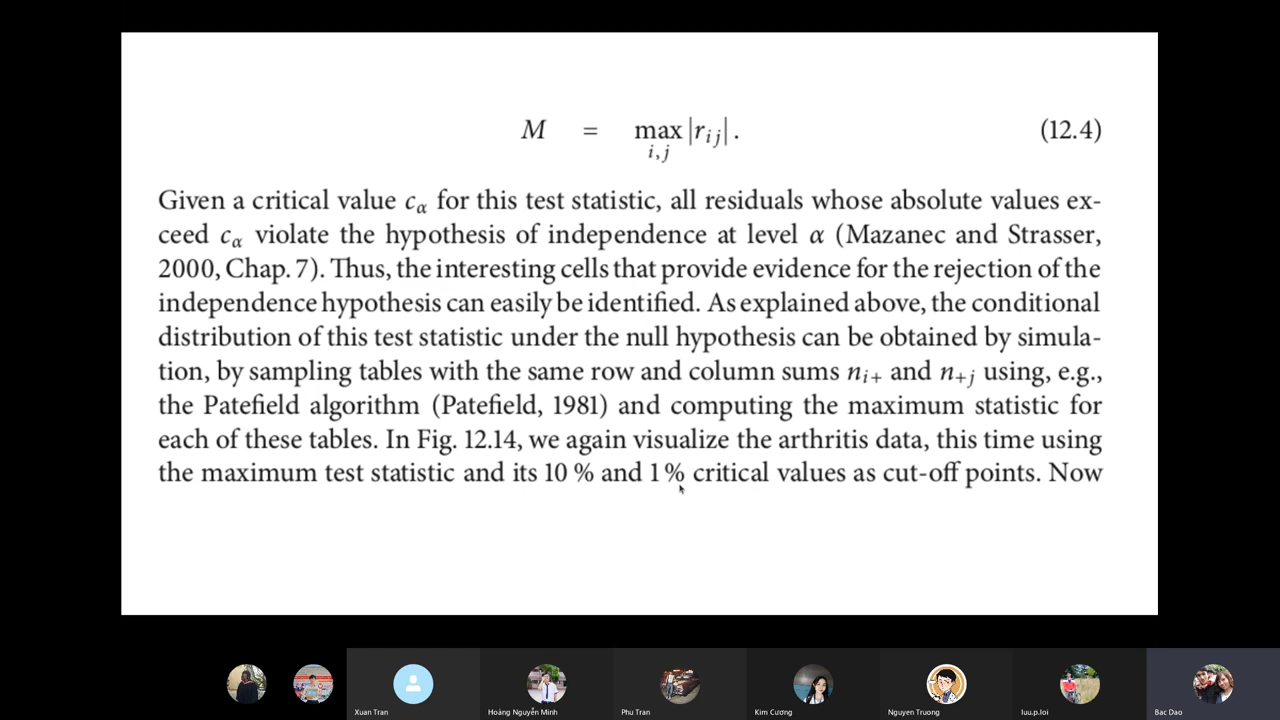 M = max |r_ij| . (12.4)
i,j
Given a critical value c_α for this test statistic, all residuals whose absolute values ex-
ceed c_α violate the hypothesis of independence at level α (Mazanec and Strasser,
2000, Chap. 7). Thus, the interesting cells that provide evidence for the rejection of the
independence hypothesis can easily be identified. As explained above, the conditional
distribution of this test statistic under the null hypothesis can be obtained by simula-
tion, by sampling tables with the same row and column sums n_i+ and n_+j using, e.g.,
the Patefield algorithm (Patefield, 1981) and computing the maximum statistic for
each of these tables. In Fig. 12.14, we again visualize the arthritis data, this time using
the maximum test statistic and its 10 % and 1 % critical values as cut-off points. Now
Xuan Tran Hoàng Nguyễn Minh Phu Tran Kim Cương Nguyen Truong luu.p.loi Bac Dao